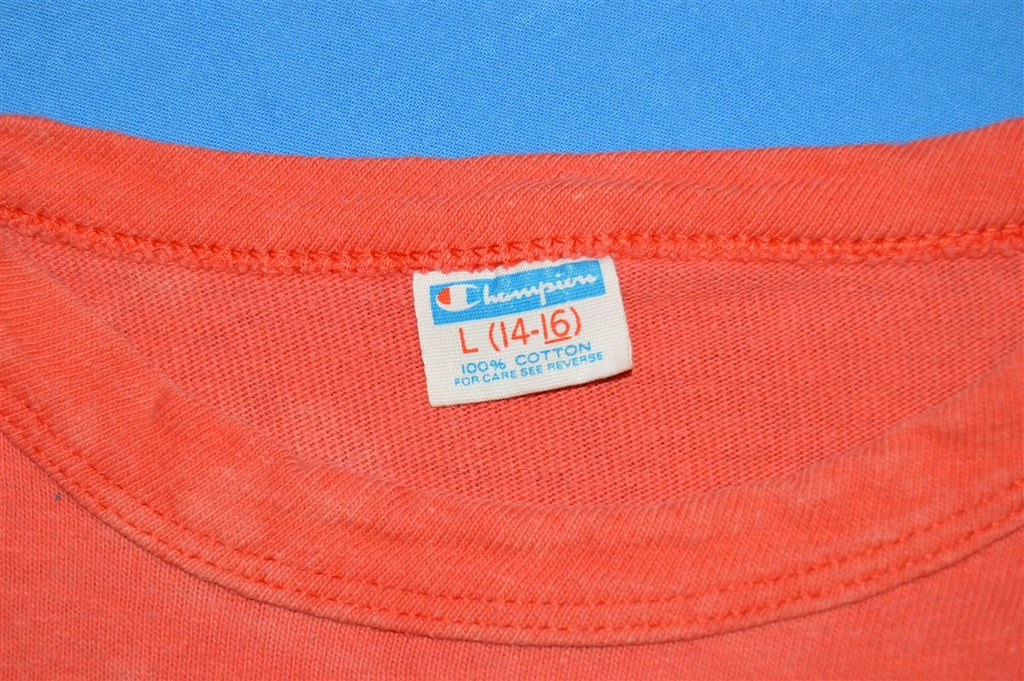 Champion
L (14-16)
100% COTTON
FOR CARE SEE REVERSE